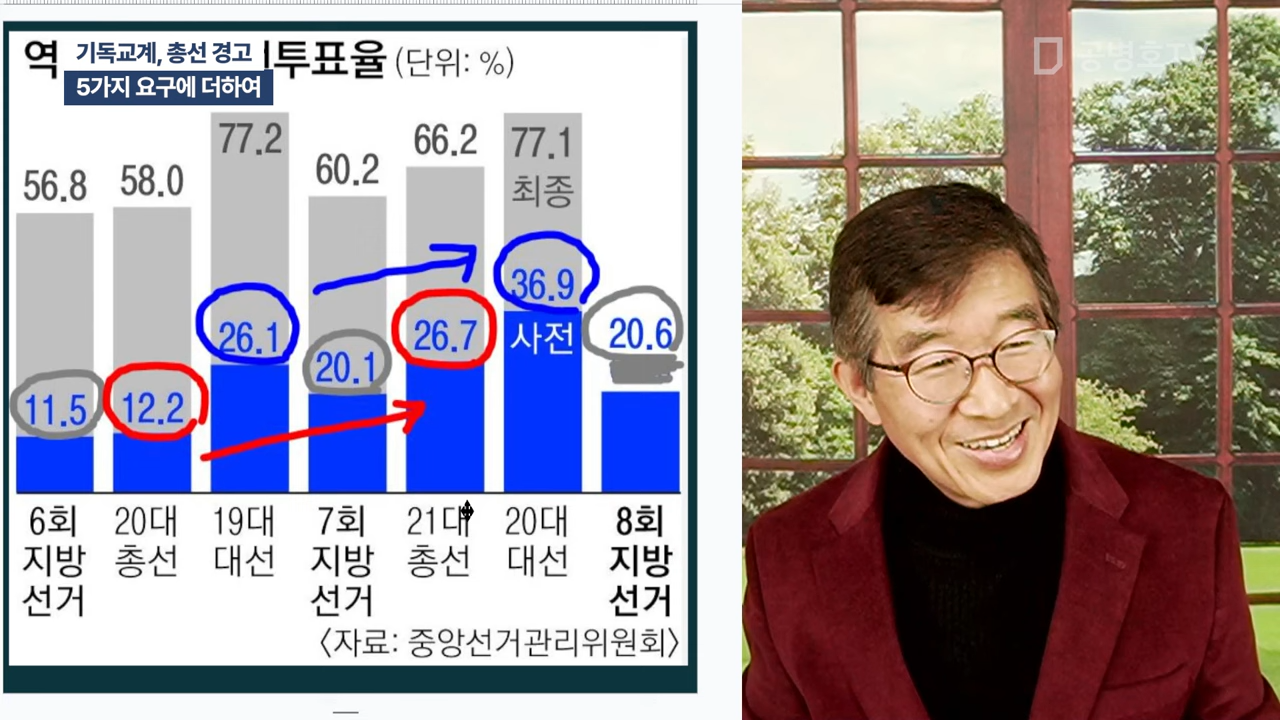 기독교계, 총선 경고
5가지 요구에 더하여
역
투표율 (단위: %)
공병호TV
56.8
58.0
77.2
60.2
66.2
77.1
최종
11.5
12.2
26.1
20.1
26.7
36.9
사전
20.6
6회 지방 선거
20대 총선
19대 대선
7회 지방 선거
21대 총선
20대 대선
8회 지방 선거
〈자료: 중앙선거관리위원회〉